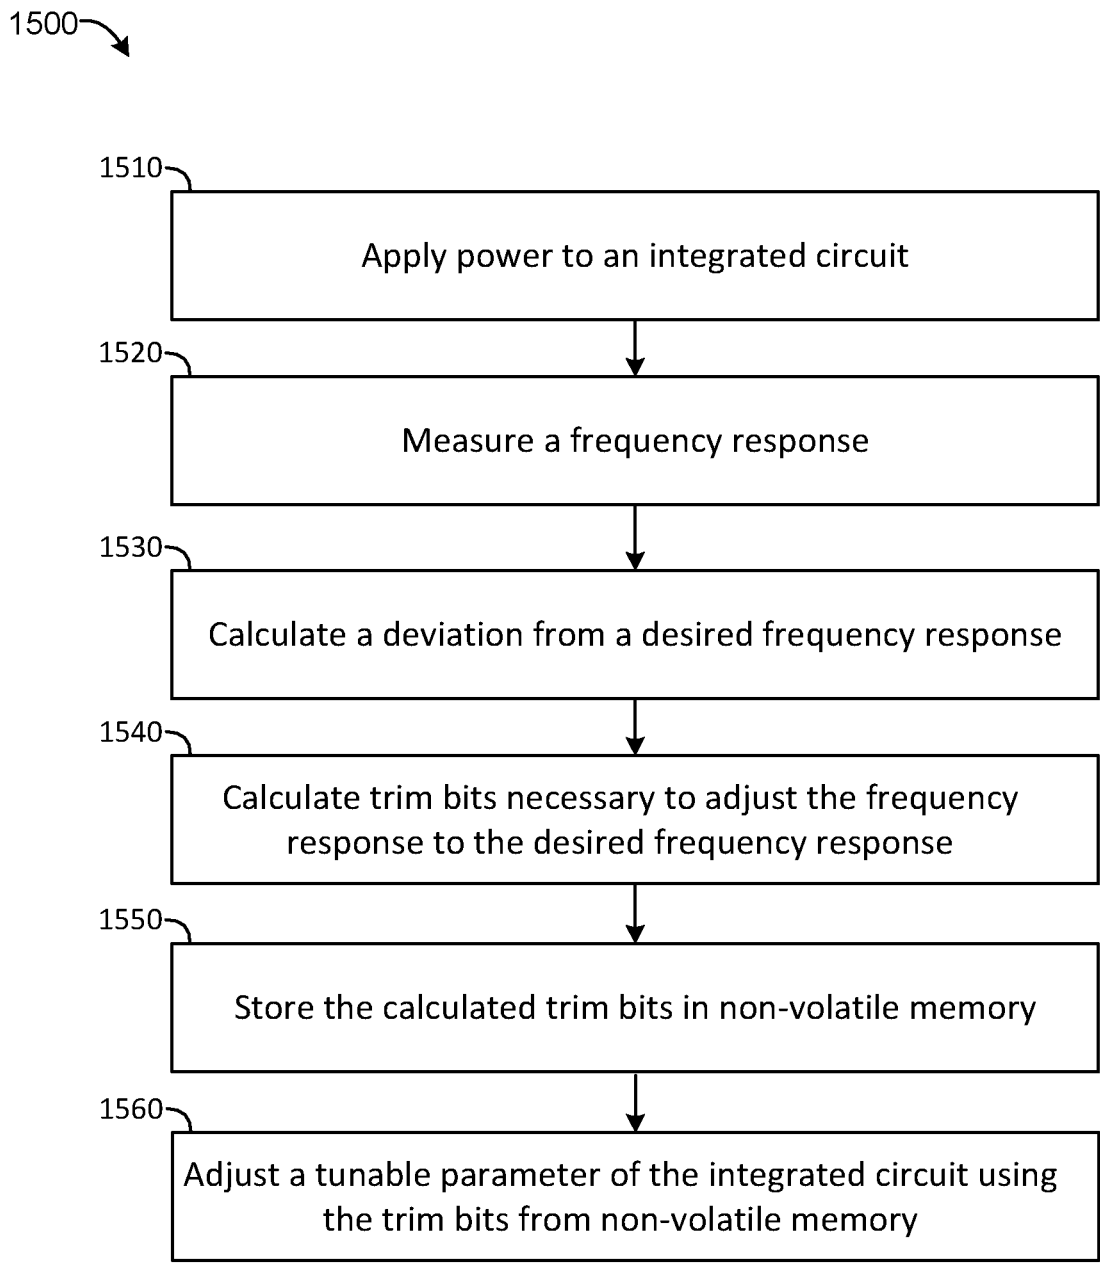 1500
1510
Apply power to an integrated circuit
1520
Measure a frequency response
1530
Calculate a deviation from a desired frequency response
1540
Calculate trim bits necessary to adjust the frequency
response to the desired frequency response
1550
Store the calculated trim bits in non-volatile memory
1560
Adjust a tunable parameter of the integrated circuit using
the trim bits from non-volatile memory